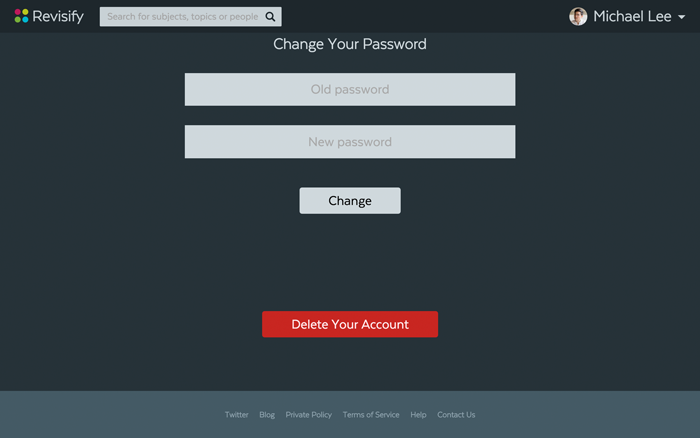 Revisify
Search for subjects, topics or people
Michael Lee
Change Your Password
Old password
New password
Change
Delete Your Account
Twitter Blog Private Policy Terms of Service Help Contact Us